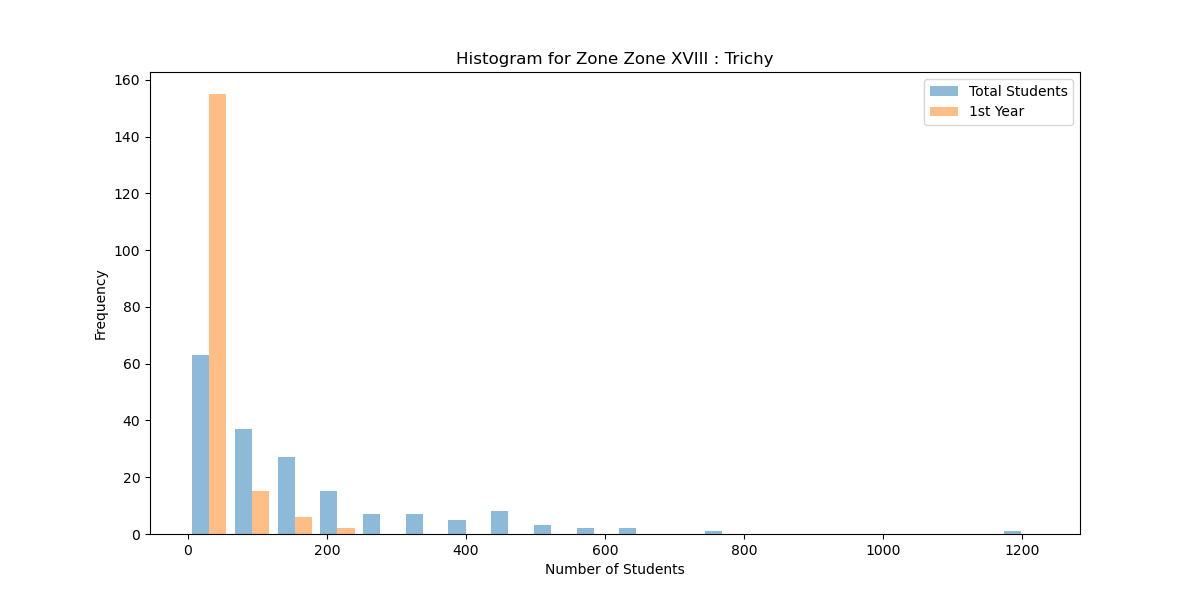 Histogram for Zone Zone XVIII : Trichy
Total Students
1st Year
160
140
120
100
80
60
40
20
0
Frequency
0 200 400 600 800 1000 1200
Number of Students